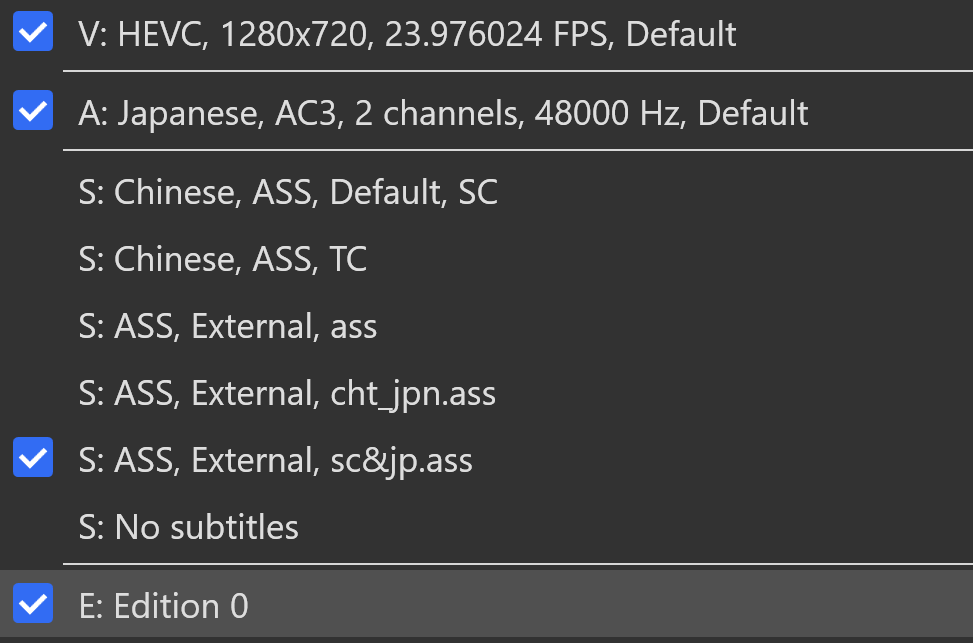 V: HEVC, 1280x720, 23.976024 FPS, Default
A: Japanese, AC3, 2 channels, 48000 Hz, Default
S: Chinese, ASS, Default, SC
S: Chinese, ASS, TC
S: ASS, External, ass
S: ASS, External, cht_jpn.ass
S: ASS, External, sc&jp.ass
S: No subtitles
E: Edition 0